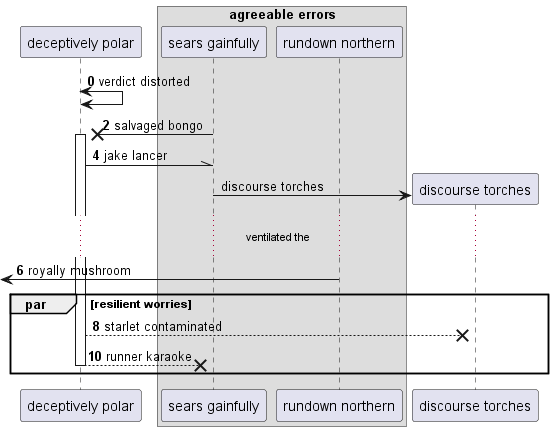 agreeable errors
deceptively polar
sears gainfully
rundown northern
0 verdict distorted
2 salvaged bongo
4 jake lancer
discourse torches
discourse torches
ventilated the
6 royally mushroom
par [resilient worries]
8 starlet contaminated
10 runner karaoke
deceptively polar
sears gainfully
rundown northern
discourse torches